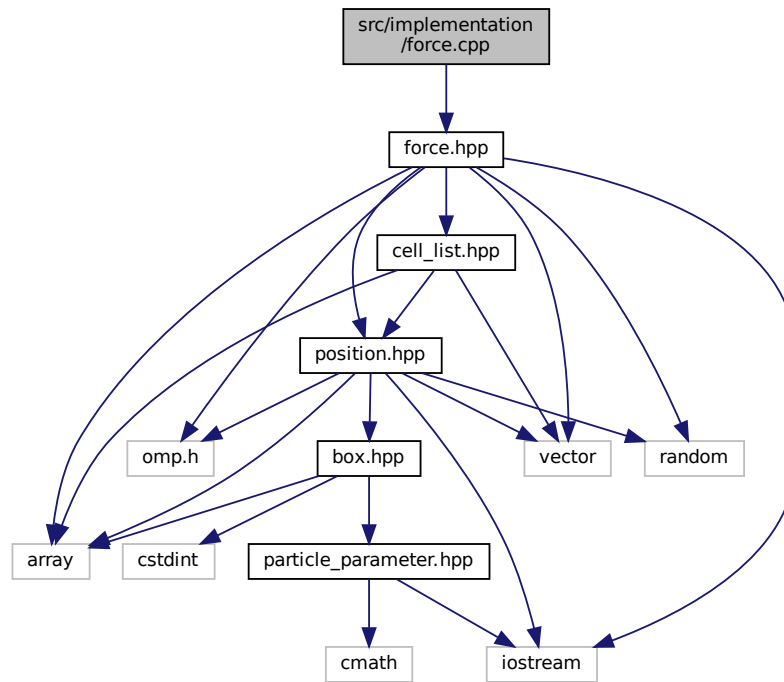 src/implementation
/force.cpp
force.hpp
cell_list.hpp
position.hpp
omp.h
box.hpp
vector
random
array
cstdint
particle_parameter.hpp
cmath
iostream